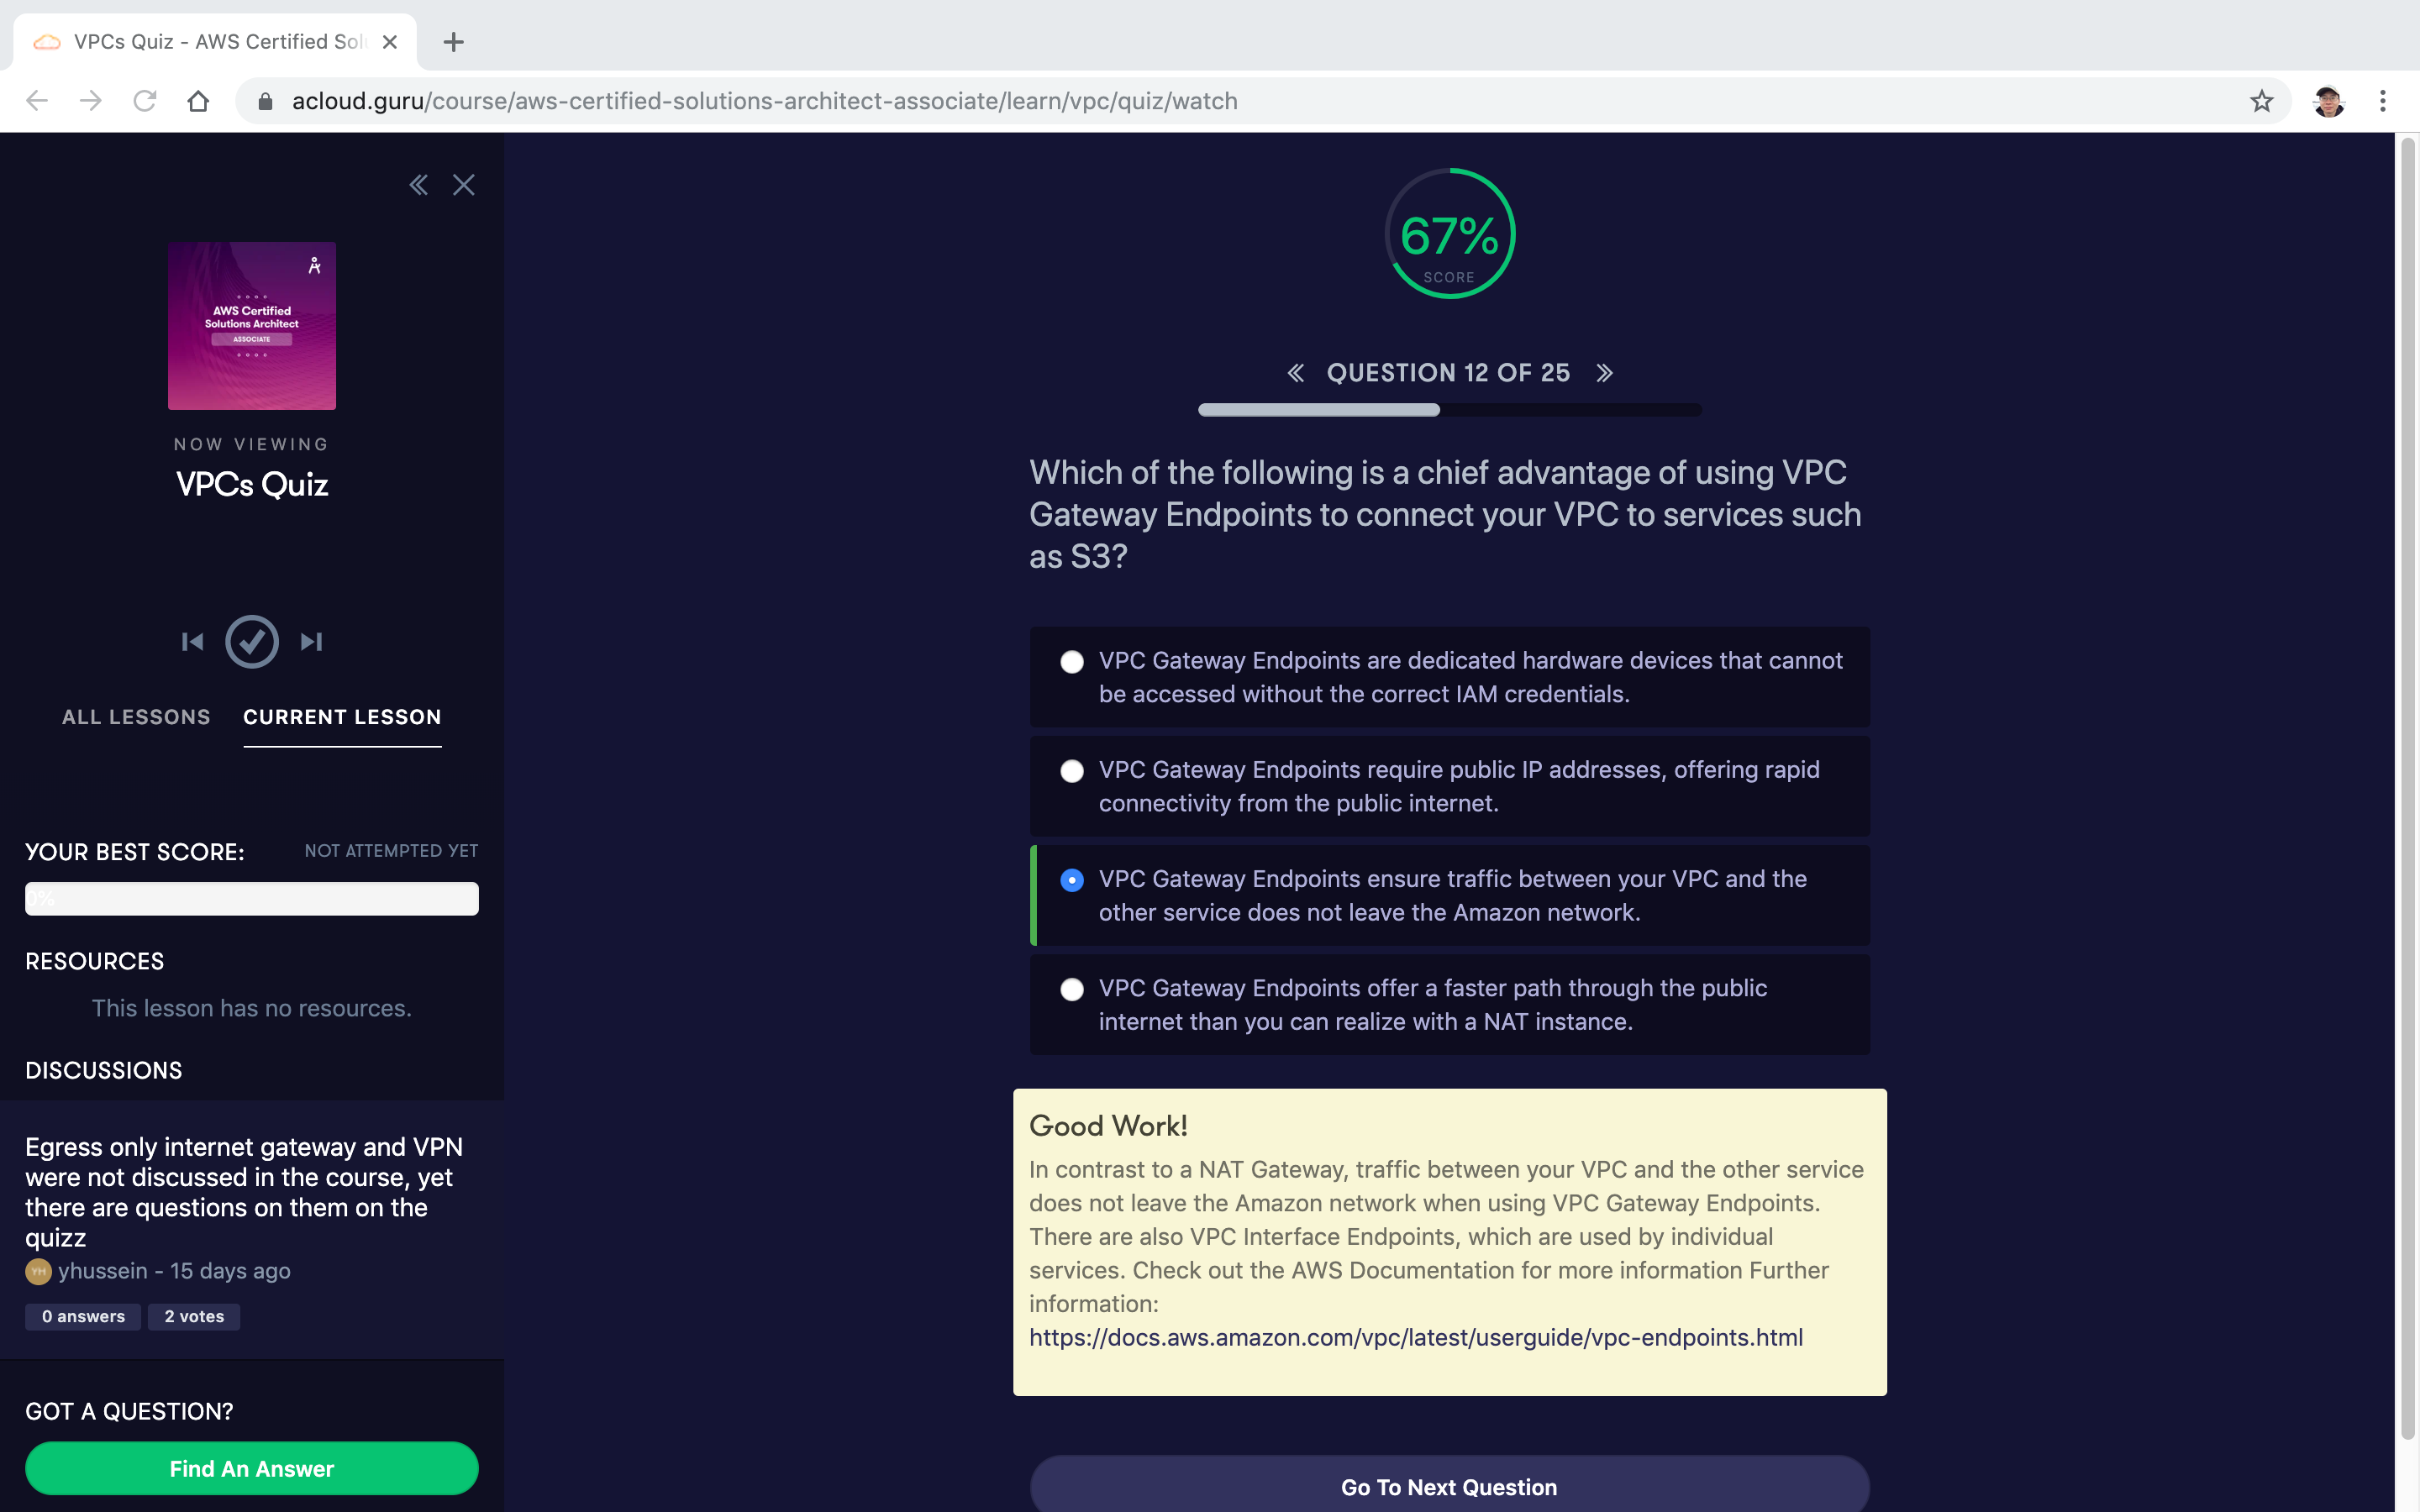 VPCs Quiz - AWS Certified Sol
acloud.guru/course/aws-certified-solutions-architect-associate/learn/vpc/quiz/watch
AWS Certified
Solutions Architect
ASSOCIATE
NOW VIEWING
VPCs Quiz
ALL LESSONS
CURRENT LESSON
YOUR BEST SCORE:
NOT ATTEMPTED YET
0%
RESOURCES
This lesson has no resources.
DISCUSSIONS
Egress only internet gateway and VPN
were not discussed in the course, yet
there are questions on them on the
quizz
YH yhussein - 15 days ago
0 answers
2 votes
GOT A QUESTION?
Find An Answer
67%
SCORE
QUESTION 12 OF 25
Which of the following is a chief advantage of using VPC
Gateway Endpoints to connect your VPC to services such
as S3?
VPC Gateway Endpoints are dedicated hardware devices that cannot
be accessed without the correct IAM credentials.
VPC Gateway Endpoints require public IP addresses, offering rapid
connectivity from the public internet.
VPC Gateway Endpoints ensure traffic between your VPC and the
other service does not leave the Amazon network.
VPC Gateway Endpoints offer a faster path through the public
internet than you can realize with a NAT instance.
Good Work!
In contrast to a NAT Gateway, traffic between your VPC and the other service
does not leave the Amazon network when using VPC Gateway Endpoints.
There are also VPC Interface Endpoints, which are used by individual
services. Check out the AWS Documentation for more information Further
information:
https://docs.aws.amazon.com/vpc/latest/userguide/vpc-endpoints.html
Go To Next Question